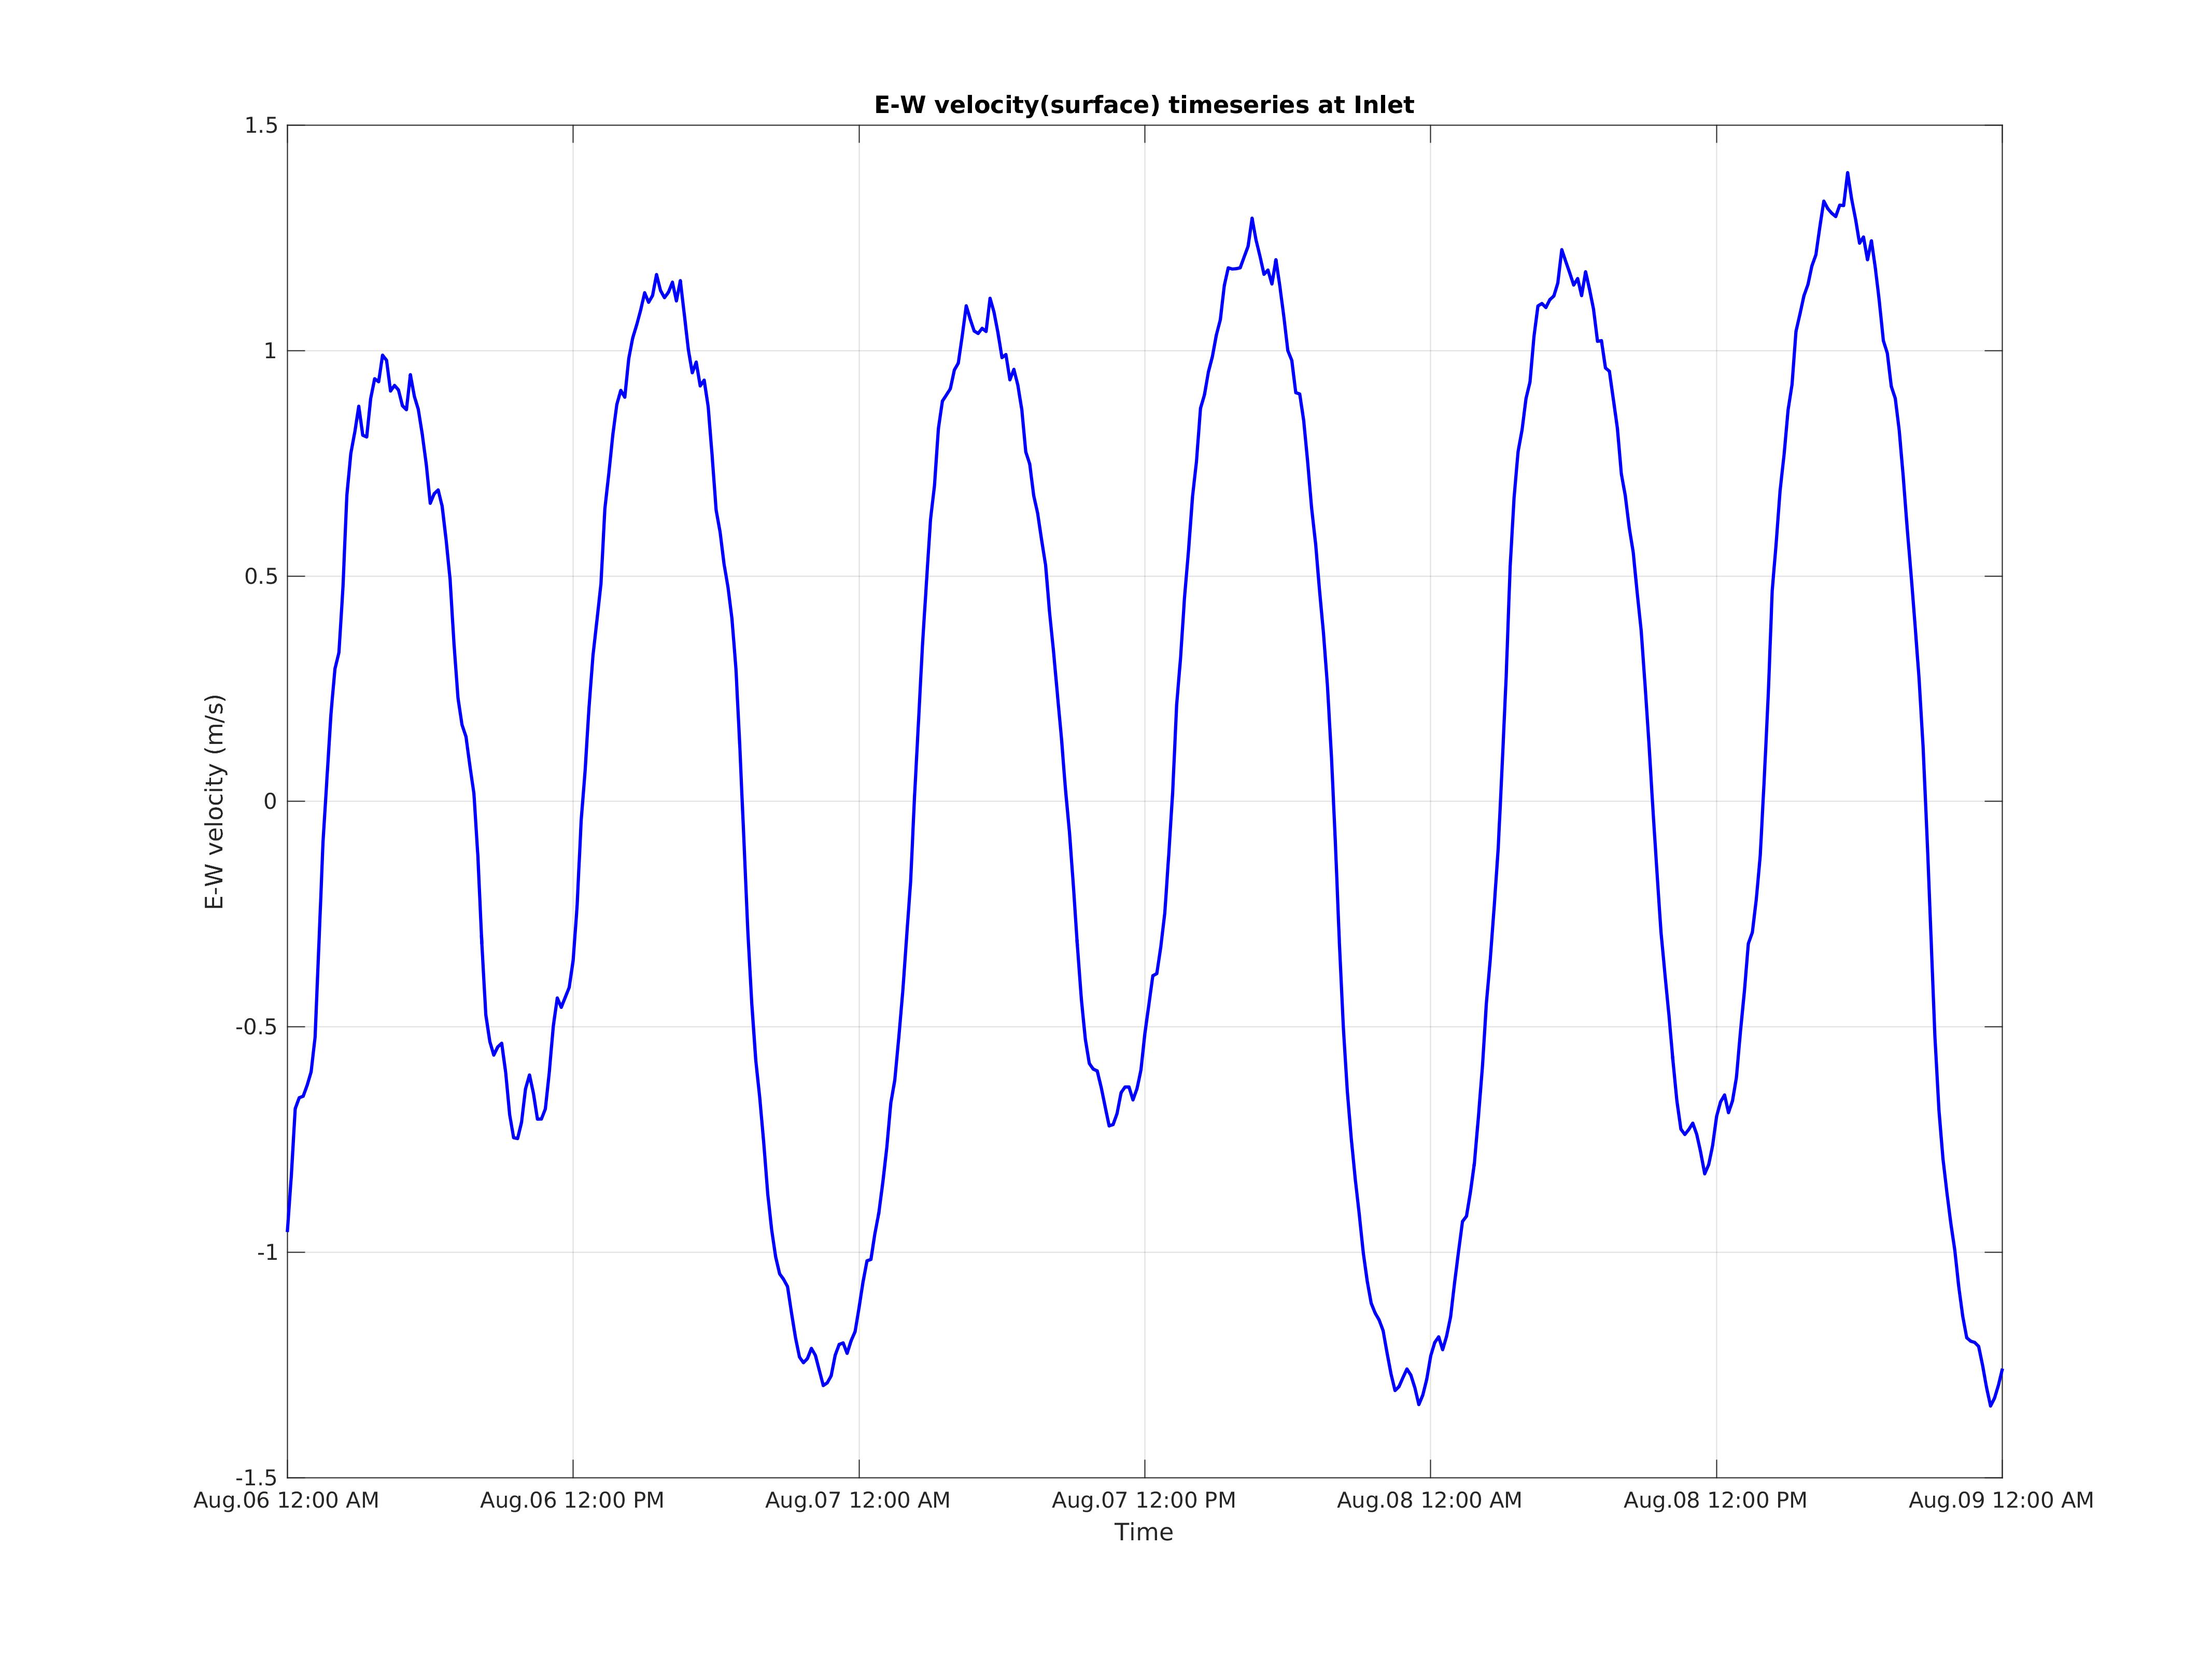 E-W velocity(surface) timeseries at Inlet
1.5
1
0.5
0
-0.5
-1
-1.5
E-W velocity (m/s)
Aug.06 12:00 AM Aug.06 12:00 PM Aug.07 12:00 AM Aug.07 12:00 PM Aug.08 12:00 AM Aug.08 12:00 PM Aug.09 12:00 AM
Time